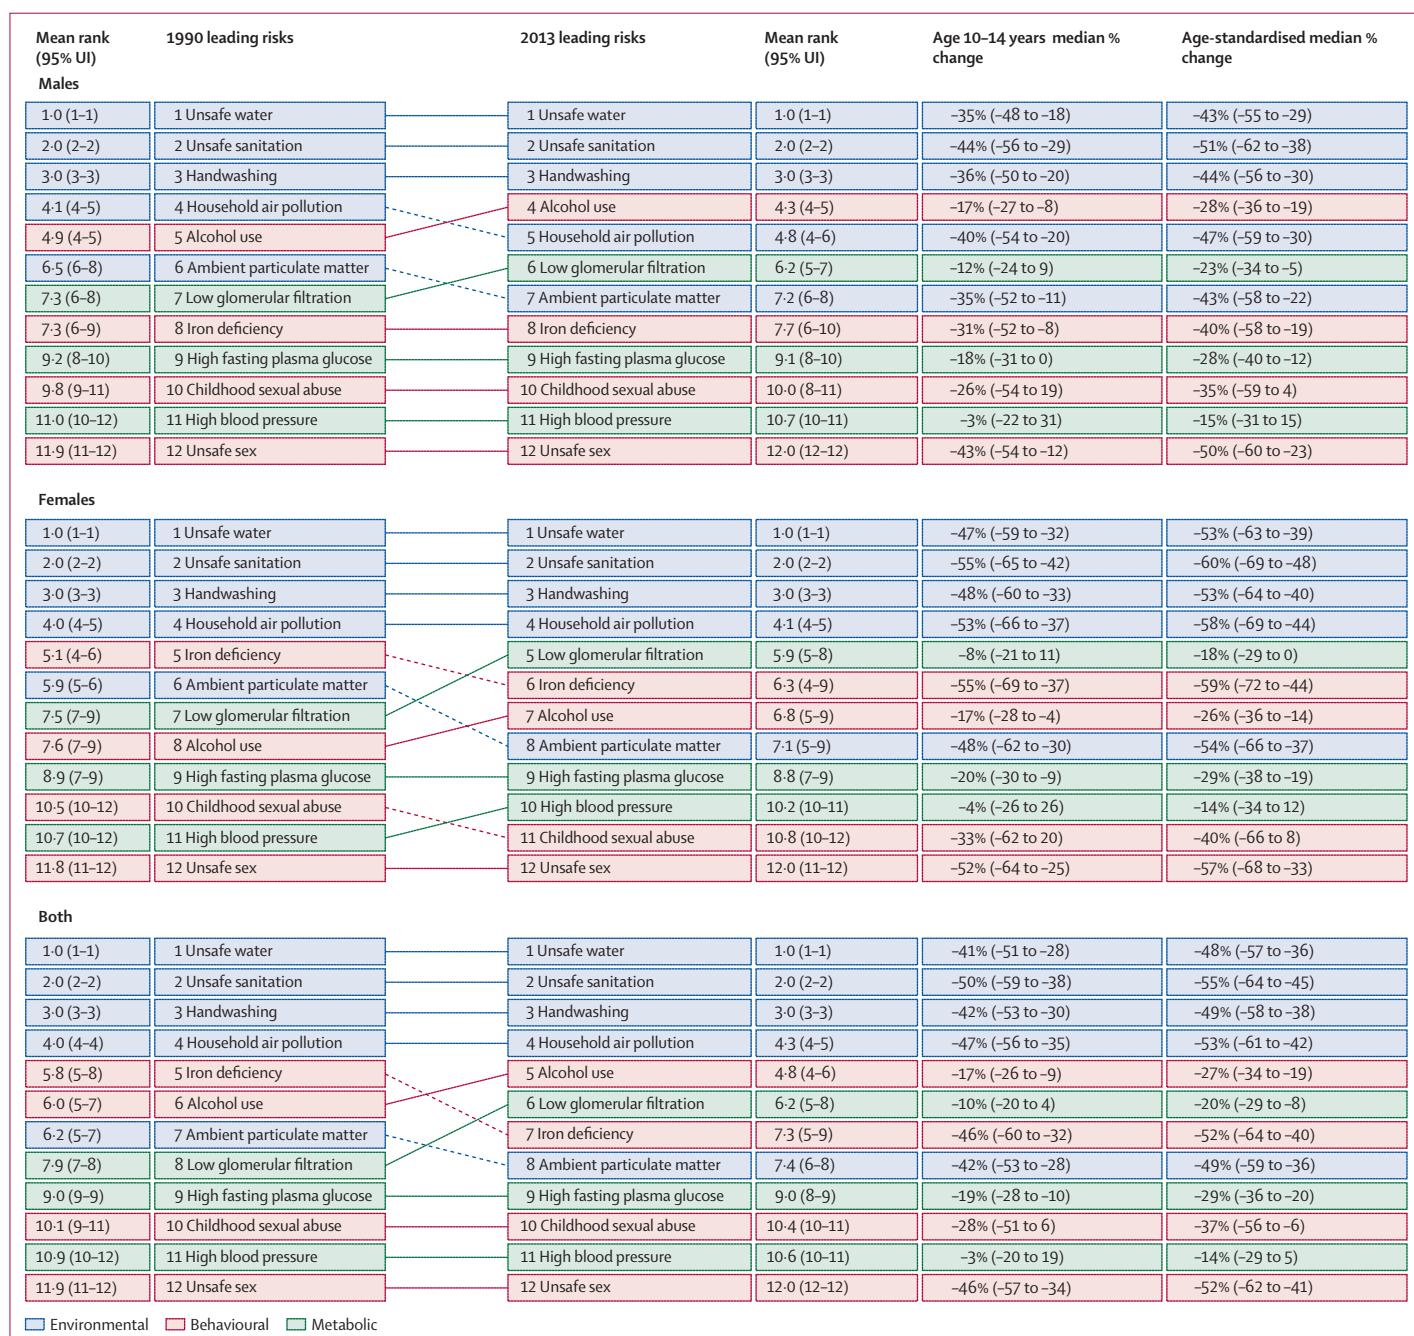 Mean rank (95% UI) 1990 leading risks 2013 leading risks Mean rank (95% UI) Age 10–14 years median % change Age-standardised median % change
Males
1·0 (1–1) 1 Unsafe water 1 Unsafe water 1·0 (1–1) –35% (–48 to –18) –43% (–55 to –29)
2·0 (2–2) 2 Unsafe sanitation 2 Unsafe sanitation 2·0 (2–2) –44% (–56 to –29) –51% (–62 to –38)
3·0 (3–3) 3 Handwashing 3 Handwashing 3·0 (3–3) –36% (–50 to –20) –44% (–56 to –30)
4·1 (4–5) 4 Household air pollution 4 Alcohol use 4·3 (4–5) –17% (–27 to –8) –28% (–36 to –19)
4·9 (4–5) 5 Alcohol use 5 Household air pollution 4·8 (4–6) –40% (–54 to –20) –47% (–59 to –30)
6·5 (6–8) 6 Ambient particulate matter 6 Low glomerular filtration 6·2 (5–7) –12% (–24 to 9) –23% (–34 to –5)
7·3 (6–8) 7 Low glomerular filtration 7 Ambient particulate matter 7·2 (6–8) –35% (–52 to –11) –43% (–58 to –22)
7·3 (6–9) 8 Iron deficiency 8 Iron deficiency 7·7 (6–10) –31% (–52 to –8) –40% (–58 to –19)
9·2 (8–10) 9 High fasting plasma glucose 9 High fasting plasma glucose 9·1 (8–10) –18% (–31 to 0) –28% (–40 to –12)
9·8 (9–11) 10 Childhood sexual abuse 10 Childhood sexual abuse 10·0 (8–11) –26% (–54 to 19) –35% (–59 to 4)
11·0 (10–12) 11 High blood pressure 11 High blood pressure 10·7 (10–11) –3% (–22 to 31) –15% (–31 to 15)
11·9 (11–12) 12 Unsafe sex 12 Unsafe sex 12·0 (12–12) –43% (–54 to –12) –50% (–60 to –23)
Females
1·0 (1–1) 1 Unsafe water 1 Unsafe water 1·0 (1–1) –47% (–59 to –32) –53% (–63 to –39)
2·0 (2–2) 2 Unsafe sanitation 2 Unsafe sanitation 2·0 (2–2) –55% (–65 to –42) –60% (–69 to –48)
3·0 (3–3) 3 Handwashing 3 Handwashing 3·0 (3–3) –48% (–60 to –33) –53% (–64 to –40)
4·0 (4–5) 4 Household air pollution 4 Household air pollution 4·1 (4–5) –53% (–66 to –37) –58% (–69 to –44)
5·1 (4–6) 5 Iron deficiency 5 Low glomerular filtration 5·9 (5–8) –8% (–21 to 11) –18% (–29 to 0)
5·9 (5–6) 6 Ambient particulate matter 6 Iron deficiency 6·3 (4–9) –55% (–69 to –37) –59% (–72 to –44)
7·5 (7–9) 7 Low glomerular filtration 7 Alcohol use 6·8 (5–9) –17% (–28 to –4) –26% (–36 to –14)
7·6 (7–9) 8 Alcohol use 8 Ambient particulate matter 7·1 (5–9) –48% (–62 to –30) –54% (–66 to –37)
8·9 (7–9) 9 High fasting plasma glucose 9 High fasting plasma glucose 8·8 (7–9) –20% (–30 to –9) –29% (–38 to –19)
10·5 (10–12) 10 Childhood sexual abuse 10 High blood pressure 10·2 (10–11) –4% (–26 to 26) –14% (–34 to 12)
10·7 (10–12) 11 High blood pressure 11 Childhood sexual abuse 10·8 (10–12) –33% (–62 to 20) –40% (–66 to 8)
11·8 (11–12) 12 Unsafe sex 12 Unsafe sex 12·0 (11–12) –52% (–64 to –25) –57% (–68 to –33)
Both
1·0 (1–1) 1 Unsafe water 1 Unsafe water 1·0 (1–1) –41% (–51 to –28) –48% (–57 to –36)
2·0 (2–2) 2 Unsafe sanitation 2 Unsafe sanitation 2·0 (2–2) –50% (–59 to –38) –55% (–64 to –45)
3·0 (3–3) 3 Handwashing 3 Handwashing 3·0 (3–3) –42% (–53 to –30) –49% (–58 to –38)
4·0 (4–4) 4 Household air pollution 4 Household air pollution 4·3 (4–5) –47% (–56 to –35) –53% (–61 to –42)
5·8 (5–8) 5 Iron deficiency 5 Alcohol use 4·8 (4–6) –17% (–26 to –9) –27% (–34 to –19)
6·0 (5–7) 6 Alcohol use 6 Low glomerular filtration 6·2 (5–8) –10% (–20 to 4) –20% (–29 to –8)
6·2 (5–7) 7 Ambient particulate matter 7 Iron deficiency 7·3 (5–9) –46% (–60 to –32) –52% (–64 to –40)
7·9 (7–8) 8 Low glomerular filtration 8 Ambient particulate matter 7·4 (6–8) –42% (–53 to –28) –49% (–59 to –36)
9·0 (9–9) 9 High fasting plasma glucose 9 High fasting plasma glucose 9·0 (8–9) –19% (–28 to –10) –29% (–36 to –20)
10·1 (9–11) 10 Childhood sexual abuse 10 Childhood sexual abuse 10·4 (10–11) –28% (–51 to 6) –37% (–56 to –6)
10·9 (10–12) 11 High blood pressure 11 High blood pressure 10·6 (10–11) –3% (–20 to 19) –14% (–29 to 5)
11·9 (11–12) 12 Unsafe sex 12 Unsafe sex 12·0 (12–12) –46% (–57 to –34) –52% (–62 to –41)
Environmental Behavioural Metabolic